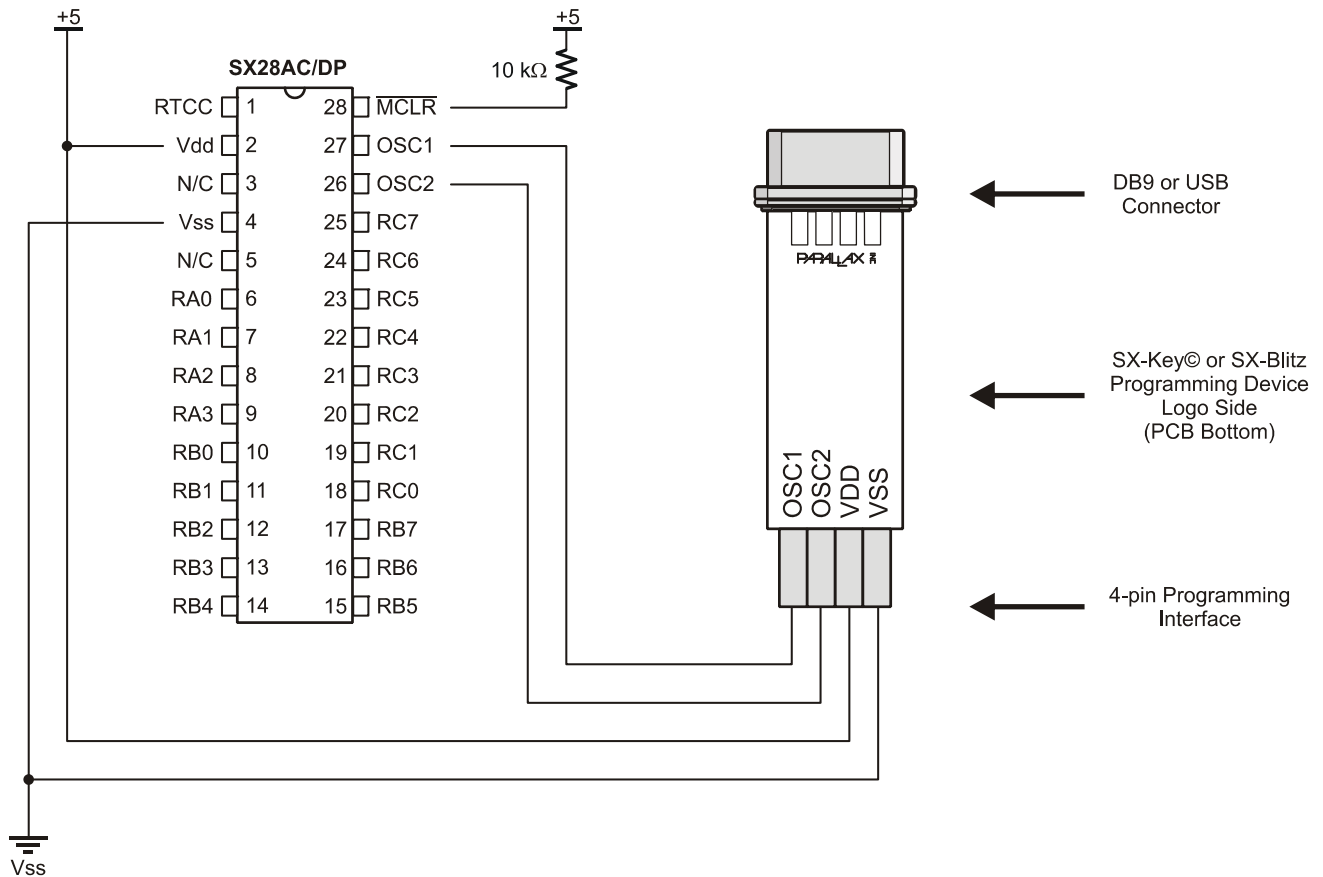 +5
+5
10 kΩ
SX28AC/DP
RTCC 1 28 MCLR
Vdd 2 27 OSC1
N/C 3 26 OSC2
Vss 4 25 RC7
N/C 5 24 RC6
RA0 6 23 RC5
RA1 7 22 RC4
RA2 8 21 RC3
RA3 9 20 RC2
RB0 10 19 RC1
RB1 11 18 RC0
RB2 12 17 RB7
RB3 13 16 RB6
RB4 14 15 RB5
Vss
PARALLAX
OSC1
OSC2
VDD
VSS
DB9 or USB
Connector
SX-Key© or SX-Blitz
Programming Device
Logo Side
(PCB Bottom)
4-pin Programming
Interface